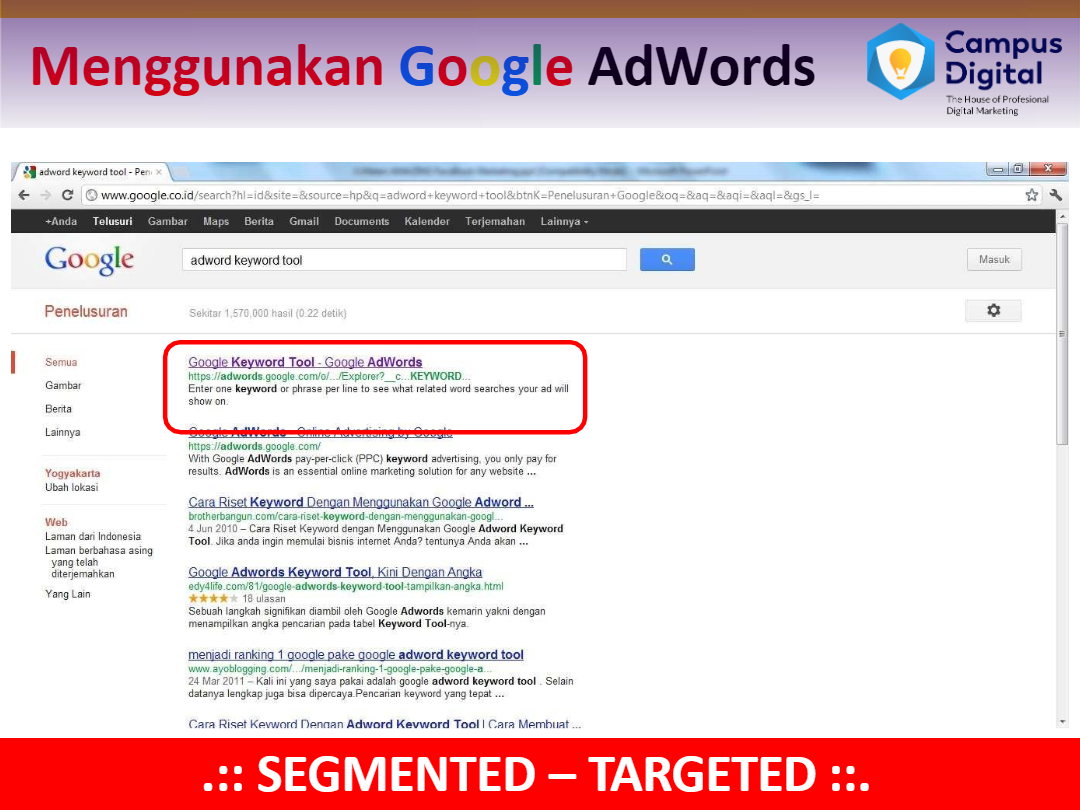 Menggunakan Google AdWords
Campus
Digital
The House of Profesional
Digital Marketing
adword keyword tool - Pen
www.google.co.id/search?hl=id&site=&source=hp&q=adword+keyword+tool&btnK=Penelusuran+Google&oq=&aq=&aqi=&aql=&gs_l=
+Anda Telusuri Gambar Maps Berita Gmail Documents Kalender Terjemahan Lainnya
Google
adword keyword tool
Masuk
Penelusuran
Sekitar 1,570,000 hasil (0.22 detik)
Semua
Gambar
Berita
Lainnya
Yogyakarta
Ubah lokasi
Web
Laman dari Indonesia
Laman berbahasa asing
yang telah
diterjemahkan
Yang Lain
Google Keyword Tool - Google AdWords
https://adwords.google.com/o/.../Explorer?__c...KEYWORD...
Enter one keyword or phrase per line to see what related word searches your ad will
show on.
Google AdWords - Online Advertising by Google
https://adwords.google.com/
With Google AdWords pay-per-click (PPC) keyword advertising, you only pay for
results. AdWords is an essential online marketing solution for any website ...
Cara Riset Keyword Dengan Menggunakan Google Adword ...
brotherbangun.com/cara-riset-keyword-dengan-menggunakan-googl...
4 Jun 2010 – Cara Riset Keyword dengan Menggunakan Google Adword Keyword
Tool. Jika anda ingin memulai bisnis internet Anda? tentunya Anda akan ...
Google Adwords Keyword Tool, Kini Dengan Angka
edy4life.com/81/google-adwords-keyword-tool-tampilkan-angka.html
18 ulasan
Sebuah langkah signifikan diambil oleh Google Adwords kemarin yakni dengan
menampilkan angka pencarian pada tabel Keyword Tool-nya.
menjadi ranking 1 google pake google adword keyword tool
www.ayoblogging.com/.../menjadi-ranking-1-google-pake-google-a...
24 Mar 2011 – Kali ini yang saya pakai adalah google adword keyword tool . Selain
datanya lengkap juga bisa dipercaya.Pencarian keyword yang tepat ...
Cara Riset Keyword Dengan Adword Keyword Tool | Cara Membuat ...
.:: SEGMENTED – TARGETED ::.